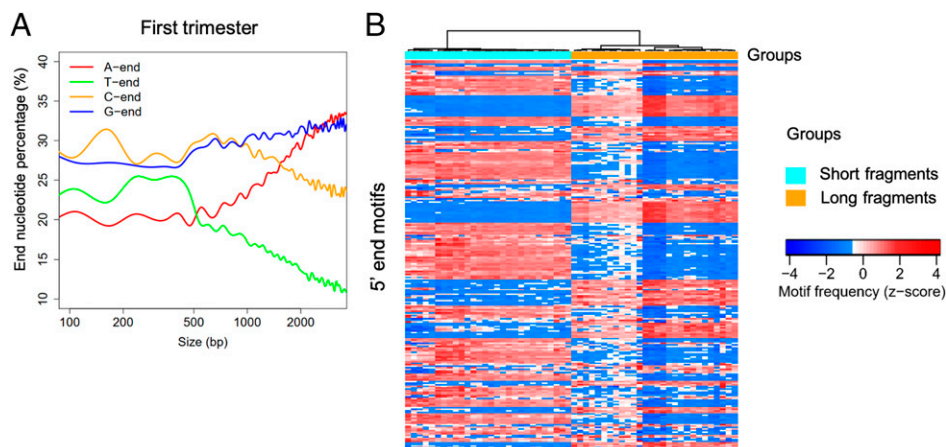 A
First trimester
End nucleotide percentage (%)
40
35
30
25
20
15
10
A-end
T-end
C-end
G-end
100
200
500
1000
2000
Size (bp)
B
Groups
5' end motifs
Groups
Short fragments
Long fragments
−4 −2 0 2 4
Motif frequency (z-score)